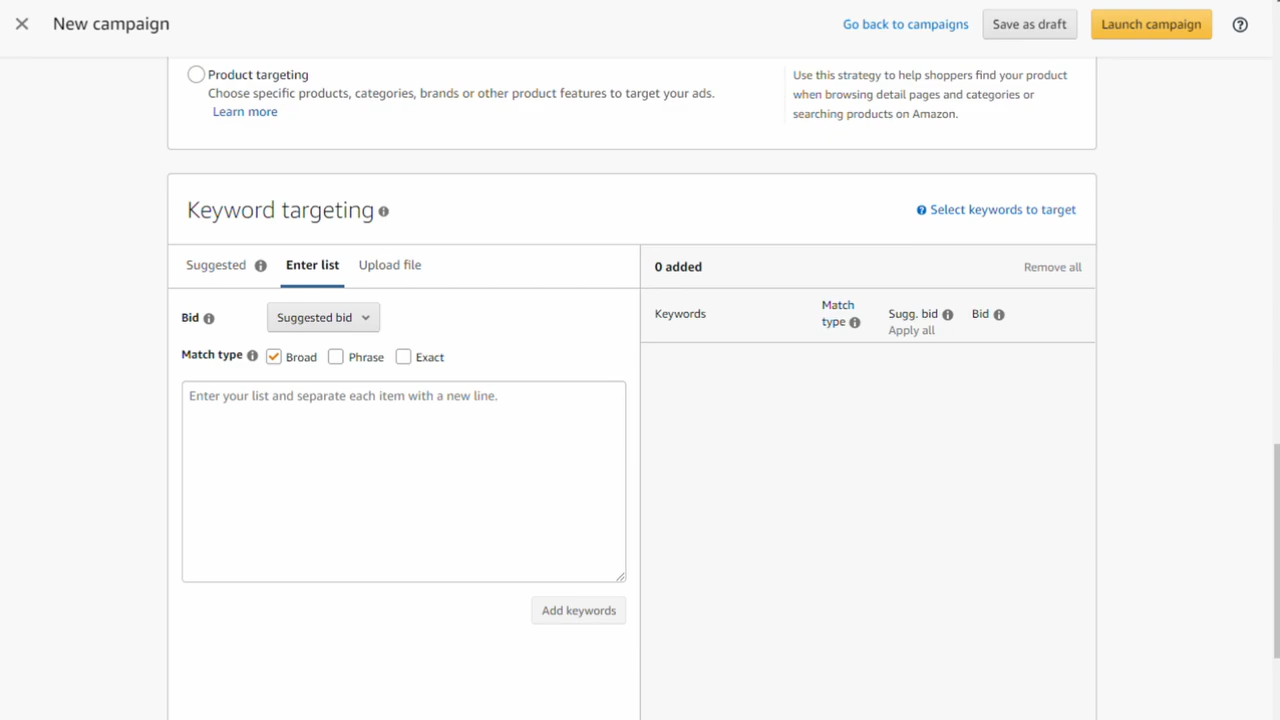 New campaign
Go back to campaigns
Save as draft
Launch campaign
Product targeting
Choose specific products, categories, brands or other product features to target your ads.
Learn more
Use this strategy to help shoppers find your product
when browsing detail pages and categories or
searching products on Amazon.
Keyword targeting
Select keywords to target
Suggested
Enter list
Upload file
0 added
Remove all
Bid
Suggested bid
Match type
Broad
Phrase
Exact
Enter your list and separate each item with a new line.
Add keywords
Keywords
Match
type
Sugg. bid
Apply all
Bid